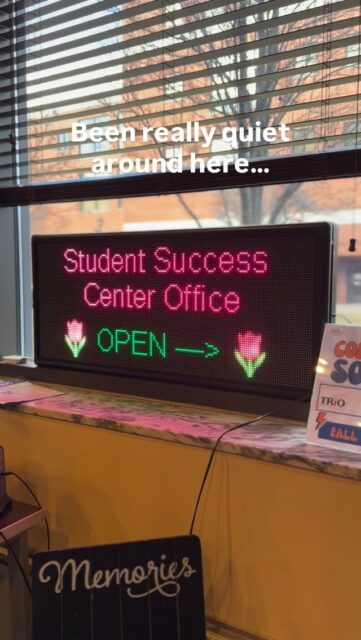 Been really quiet
around here...
Student Success
Center Office
OPEN
TRiO
FALL
Memories